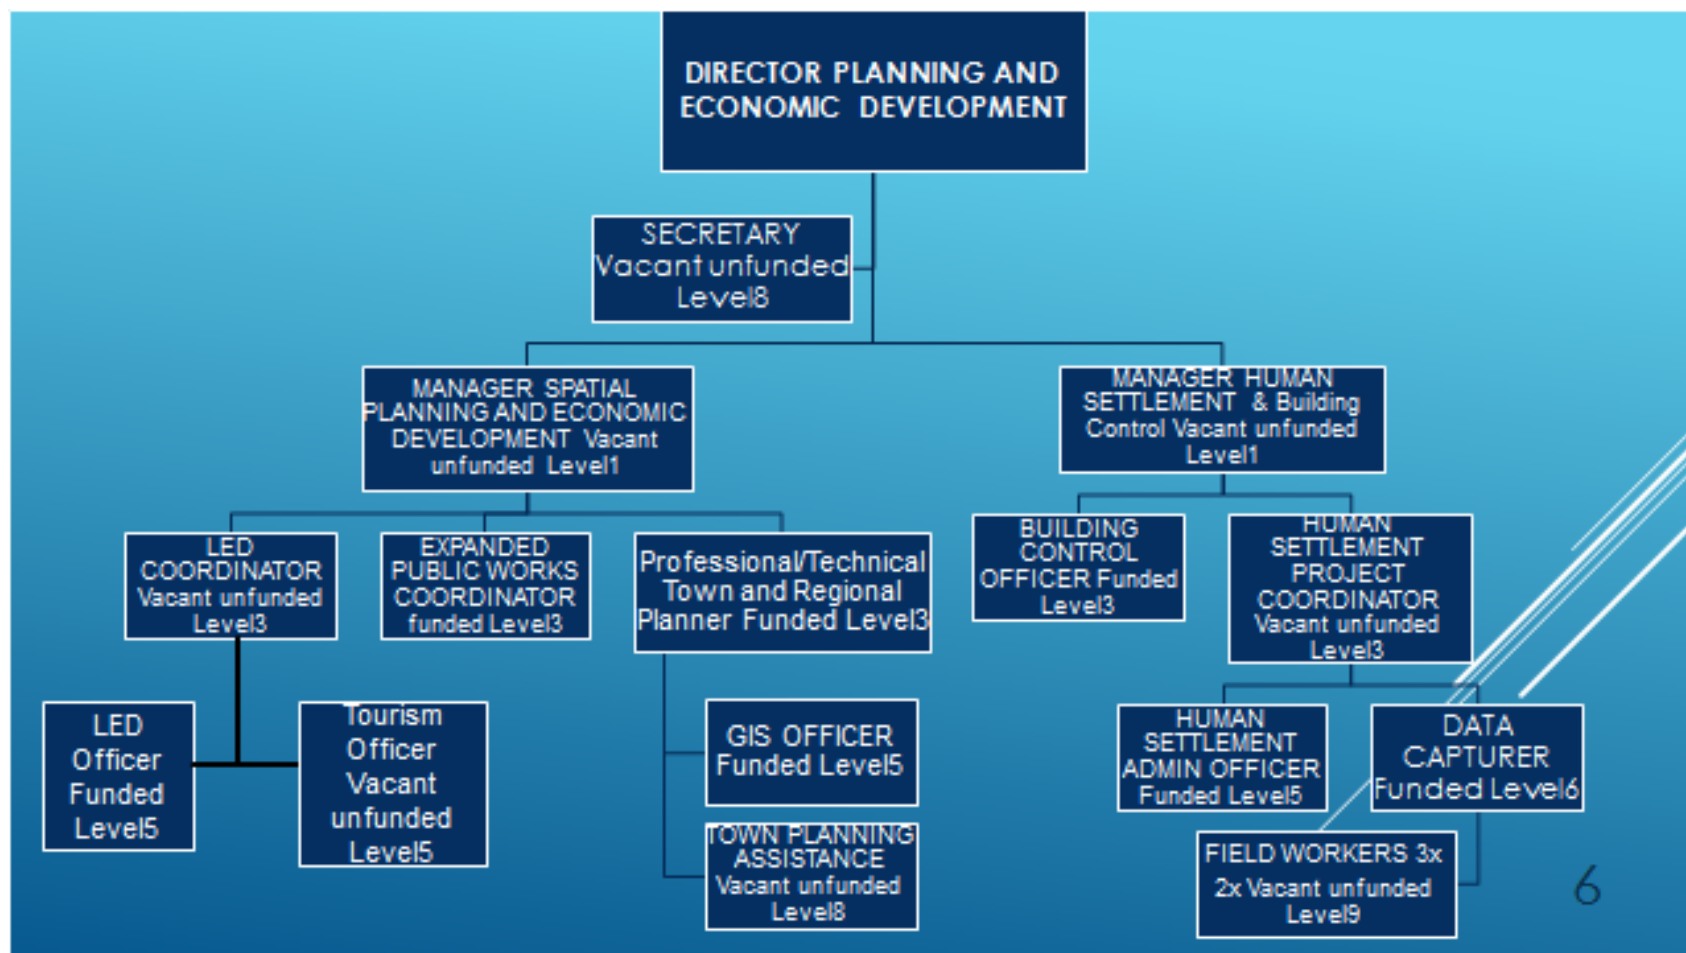 DIRECTOR PLANNING AND
ECONOMIC DEVELOPMENT
SECRETARY
Vacant unfunded
Level8
MANAGER SPATIAL
PLANNING AND ECONOMIC
DEVELOPMENT Vacant
unfunded Level1
MANAGER HUMAN
SETTLEMENT & Building
Control Vacant unfunded
Level1
LED
COORDINATOR
Vacant unfunded
Level3
EXPANDED
PUBLIC WORKS
COORDINATOR
funded Level3
Professional/Technical
Town and Regional
Planner Funded Level3
BUILDING
CONTROL
OFFICER Funded
Level3
HUMAN
SETTLEMENT
PROJECT
COORDINATOR
Vacant unfunded
Level3
LED
Officer
Funded
Level5
Tourism
Officer
Vacant
unfunded
Level5
GIS OFFICER
Funded Level5
TOWN PLANNING
ASSISTANCE
Vacant unfunded
Level8
HUMAN
SETTLEMENT
ADMIN OFFICER
Funded Level5
DATA
CAPTURER
Funded Level6
FIELD WORKERS 3x
2x Vacant unfunded
Level9
6